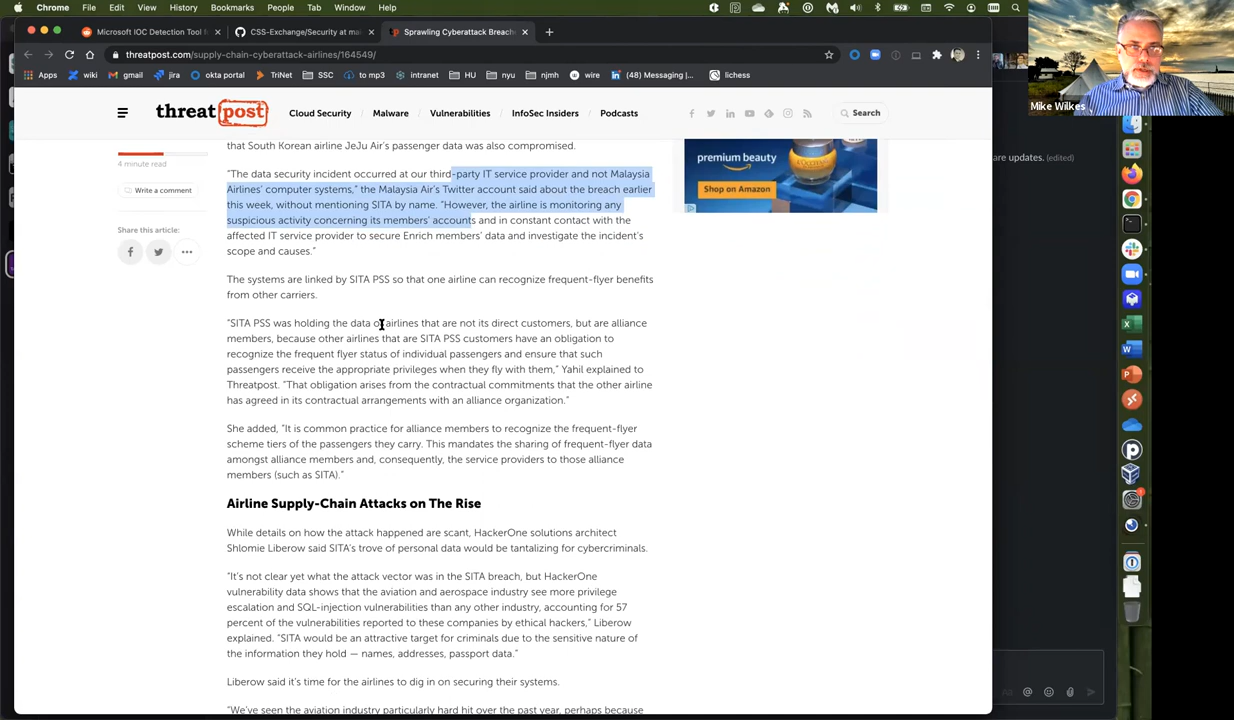 Chrome File Edit View History Bookmarks People Tab Window Help
Microsoft IOC Detection Tool f
CSS-Exchange/Security at ma
Sprawling Cyberattack Breach
threatpost.com/supply-chain-cyberattack-airlines/164549/
Apps wiki gmail jira okta portal TriNet SSC to mp3 intranet HU nyu njmh wire (48) Messaging |... lichess
Mike Wilkes
threatpost
Cloud Security Malware Vulnerabilities InfoSec Insiders Podcasts
Search
4 minute read
Write a comment
Share this article:
that South Korean airline JeJu Air's passenger data was also compromised.
“The data security incident occurred at our third-party IT service provider and not Malaysia
Airlines’ computer systems,” the Malaysia Air's Twitter account said about the breach earlier
this week, without mentioning SITA by name. “However, the airline is monitoring any
suspicious activity concerning its members’ accounts and in constant contact with the
affected IT service provider to secure Enrich members’ data and investigate the incident's
scope and causes.”
The systems are linked by SITA PSS so that one airline can recognize frequent-flyer benefits
from other carriers.
“SITA PSS was holding the data of airlines that are not its direct customers, but are alliance
members, because other airlines that are SITA PSS customers have an obligation to
recognize the frequent flyer status of individual passengers and ensure that such
passengers receive the appropriate privileges when they fly with them,” Yahil explained to
Threatpost. “That obligation arises from the contractual commitments that the other airline
has agreed in its contractual arrangements with an alliance organization.”
She added, “It is common practice for alliance members to recognize the frequent-flyer
scheme tiers of the passengers they carry. This mandates the sharing of frequent-flyer data
amongst alliance members and, consequently, the service providers to those alliance
members (such as SITA).”
Airline Supply-Chain Attacks on The Rise
While details on how the attack happened are scant, HackerOne solutions architect
Shlomie Liberow said SITA's trove of personal data would be tantalizing for cybercriminals.
“It's not clear yet what the attack vector was in the SITA breach, but HackerOne
vulnerability data shows that the aviation and aerospace industry see more privilege
escalation and SQL-injection vulnerabilities than any other industry, accounting for 57
percent of the vulnerabilities reported to these companies by ethical hackers,” Liberow
explained. “SITA would be an attractive target for criminals due to the sensitive nature of
the information they hold — names, addresses, passport data.”
Liberow said it's time for the airlines to dig in on securing their systems.
“We've seen the aviation industry particularly hard hit over the past year, perhaps because
premium beauty
Shop on Amazon
are updates. (edited)